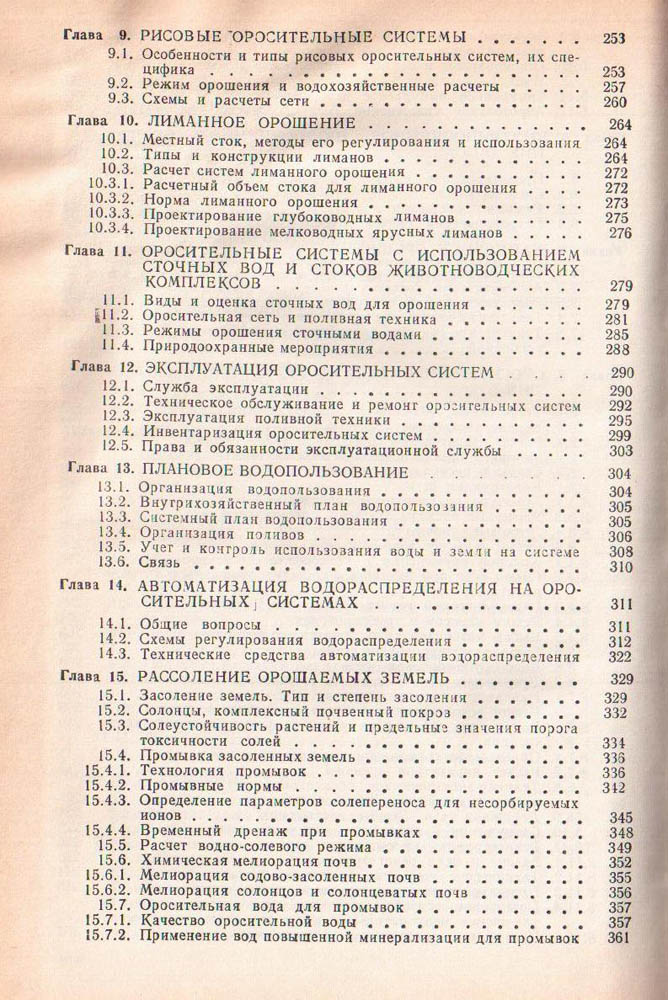 Глава 9. РИСОВЫЕ ОРОСИТЕЛЬНЫЕ СИСТЕМЫ . . . . . . . 253
9.1. Особенности и типы рисовых оросительных систем, их спе-
цифика . . . . . . . . . . . . . . . . . . 253
9.2. Режим орошения и водохозяйственные расчеты . . . . . 257
9.3. Схемы и расчеты сети . . . . . . . . . . . . . 260
Глава 10. ЛИМАННОЕ ОРОШЕНИЕ . . . . . . . . . . . 264
10.1. Местный сток, методы его регулирования и использования 264
10.2. Типы и конструкции лиманов . . . . . . . . . . 264
10.3. Расчет систем лиманного орошения . . . . . . . . 272
10.3.1. Расчетный объем стока для лиманного орошения . . . . 272
10.3.2. Норма лиманного орошения . . . . . . . . . . . 273
10.3.3. Проектирование глубоководных лиманов . . . . . . 275
10.3.4. Проектирование мелководных ярусных лиманов . . . . . 276
Глава 11. ОРОСИТЕЛЬНЫЕ СИСТЕМЫ С ИСПОЛЬЗОВАНИЕМ
СТОЧНЫХ ВОД И СТОКОВ ЖИВОТНОВОДЧЕСКИХ
КОМПЛЕКСОВ . . . . . . . . . . . . . . . 279
11.1. Виды и оценка сточных вод для орошения . . . . . . 279
11.2. Оросительная сеть и поливная техника . . . . . . . 281
11.3. Режимы орошения сточными водами . . . . . . . . 285
11.4. Природоохранные мероприятия . . . . . . . . . . 288
Глава 12. ЭКСПЛУАТАЦИЯ ОРОСИТЕЛЬНЫХ СИСТЕМ . . . . 290
12.1. Служба эксплуатации . . . . . . . . . . . . . 290
12.2. Техническое обслуживание и ремонт оросительных систем 292
12.3. Эксплуатация поливной техники . . . . . . . . . . 295
12.4. Инвентаризация оросительных систем . . . . . . . . 299
12.5. Права и обязанности эксплуатационной службы . . . . . 303
Глава 13. ПЛАНОВОЕ ВОДОПОЛЬЗОВАНИЕ . . . . . . . 304
13.1. Организация водопользования . . . . . . . . . . 304
13.2. Внутрихозяйственный план водопользования . . . . . . 305
13.3. Системный план водопользования . . . . . . . . . 305
13.4. Организация поливов . . . . . . . . . . . . . 306
13.5. Учет и контроль использования воды и земли на системе 308
13.6. Связь . . . . . . . . . . . . . . . . . . . 310
Глава 14. АВТОМАТИЗАЦИЯ ВОДОРАСПРЕДЕЛЕНИЯ НА ОРО-
СИТЕЛЬНЫХ СИСТЕМАХ . . . . . . . . . . . 311
14.1. Общие вопросы . . . . . . . . . . . . . . . 311
14.2. Схемы регулирования водораспределения . . . . . . . 312
14.3. Технические средства автоматизации водораспределения 322
Глава 15. РАССОЛЕНИЕ ОРОШАЕМЫХ ЗЕМЕЛЬ . . . . . . . 329
15.1. Засоление земель. Тип и степень засоления . . . . . . 329
15.2. Солонцы, комплексный почвенный покров . . . . . . . 332
15.3. Солеустойчивость растений и предельные значения порога
токсичности солей . . . . . . . . . . . . . . 334
15.4. Промывка засоленных земель . . . . . . . . . . . 336
15.4.1. Технология промывок . . . . . . . . . . . . . 336
15.4.2. Промывные нормы . . . . . . . . . . . . . . 342
15.4.3. Определение параметров солепереноса для несорбируемых
ионов . . . . . . . . . . . . . . . . . . . 345
15.4.4. Временный дренаж при промывках . . . . . . . . 348
15.5. Расчет водно-солевого режима . . . . . . . . . . 349
15.6. Химическая мелиорация почв . . . . . . . . . . . 352
15.6.1. Мелиорация содово-засоленных почв . . . . . . . . 355
15.6.2. Мелиорация солонцов и солонцеватых почв . . . . . . 356
15.7. Оросительная вода для промывок . . . . . . . . . 357
15.7.1. Качество оросительной воды . . . . . . . . . . . 357
15.7.2. Применение вод повышенной минерализации для промывок 361